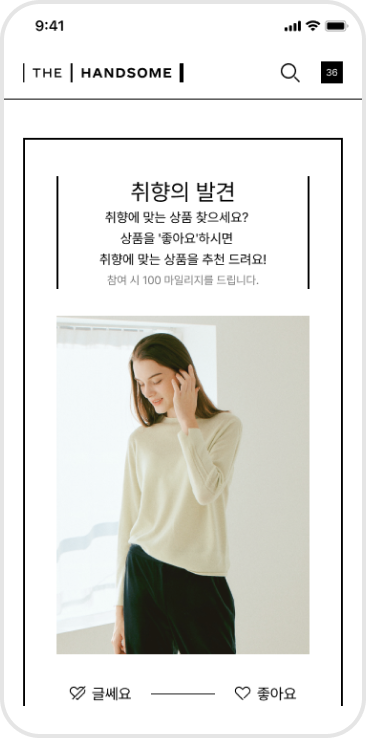 9:41
THE HANDSOME
36
취향의 발견
취향에 맞는 상품 찾으세요?
상품을 '좋아요'하시면
취향에 맞는 상품을 추천 드려요!
참여 시 100 마일리지를 드립니다.
글쎄요 좋아요